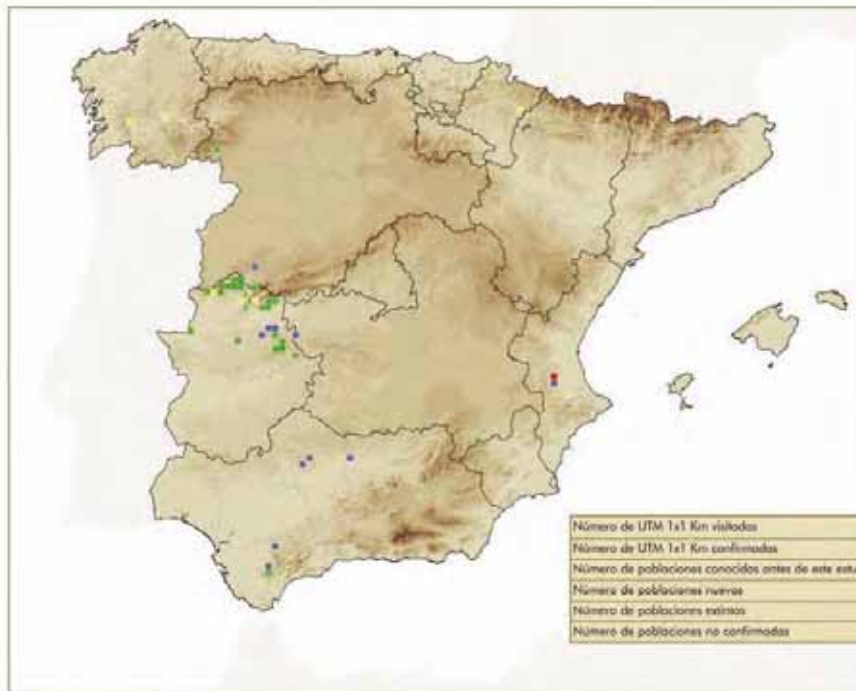 Número de UTM 1x1 Km visitadas
Número de UTM 1x1 Km confirmadas
Número de poblaciones conocidas antes de este estu
Número de poblaciones nuevas
Número de poblaciones extintas
Número de poblaciones no confirmadas